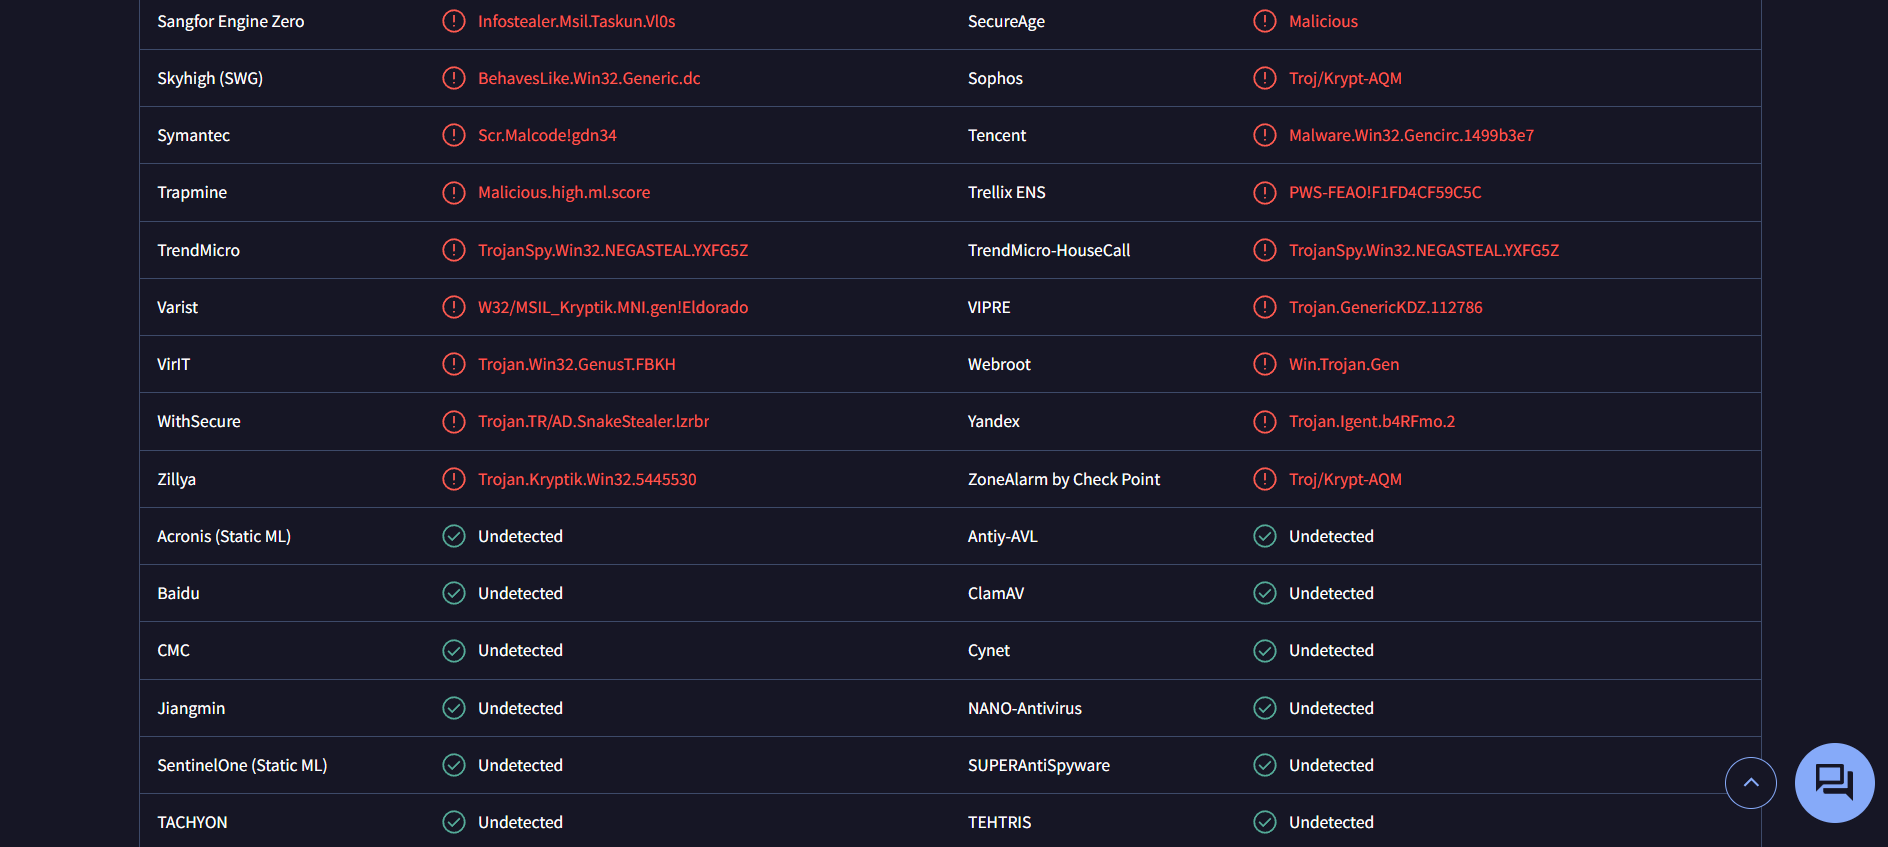 Sangfor Engine Zero Infostealer.Msil.Taskun.Vl0s SecureAge Malicious
Skyhigh (SWG) BehavesLike.Win32.Generic.dc Sophos Troj/Krypt-AQM
Symantec Scr.Malcode!gdn34 Tencent Malware.Win32.Gencirc.1499b3e7
Trapmine Malicious.high.ml.score Trellix ENS PWS-FEAO!F1FD4CF59C5C
TrendMicro TrojanSpy.Win32.NEGASTEAL.YXFG5Z TrendMicro-HouseCall TrojanSpy.Win32.NEGASTEAL.YXFG5Z
Varist W32/MSIL_Kryptik.MNI.gen!Eldorado VIPRE Trojan.GenericKDZ.112786
VirIT Trojan.Win32.GenusT.FBKH Webroot Win.Trojan.Gen
WithSecure Trojan.TR/AD.SnakeStealer.lzrbr Yandex Trojan.Igent.b4RFmo.2
Zillya Trojan.Kryptik.Win32.5445530 ZoneAlarm by Check Point Troj/Krypt-AQM
Acronis (Static ML) Undetected Antiy-AVL Undetected
Baidu Undetected ClamAV Undetected
CMC Undetected Cynet Undetected
Jiangmin Undetected NANO-Antivirus Undetected
SentinelOne (Static ML) Undetected SUPERAntiSpyware Undetected
TACHYON Undetected TEHTRIS Undetected